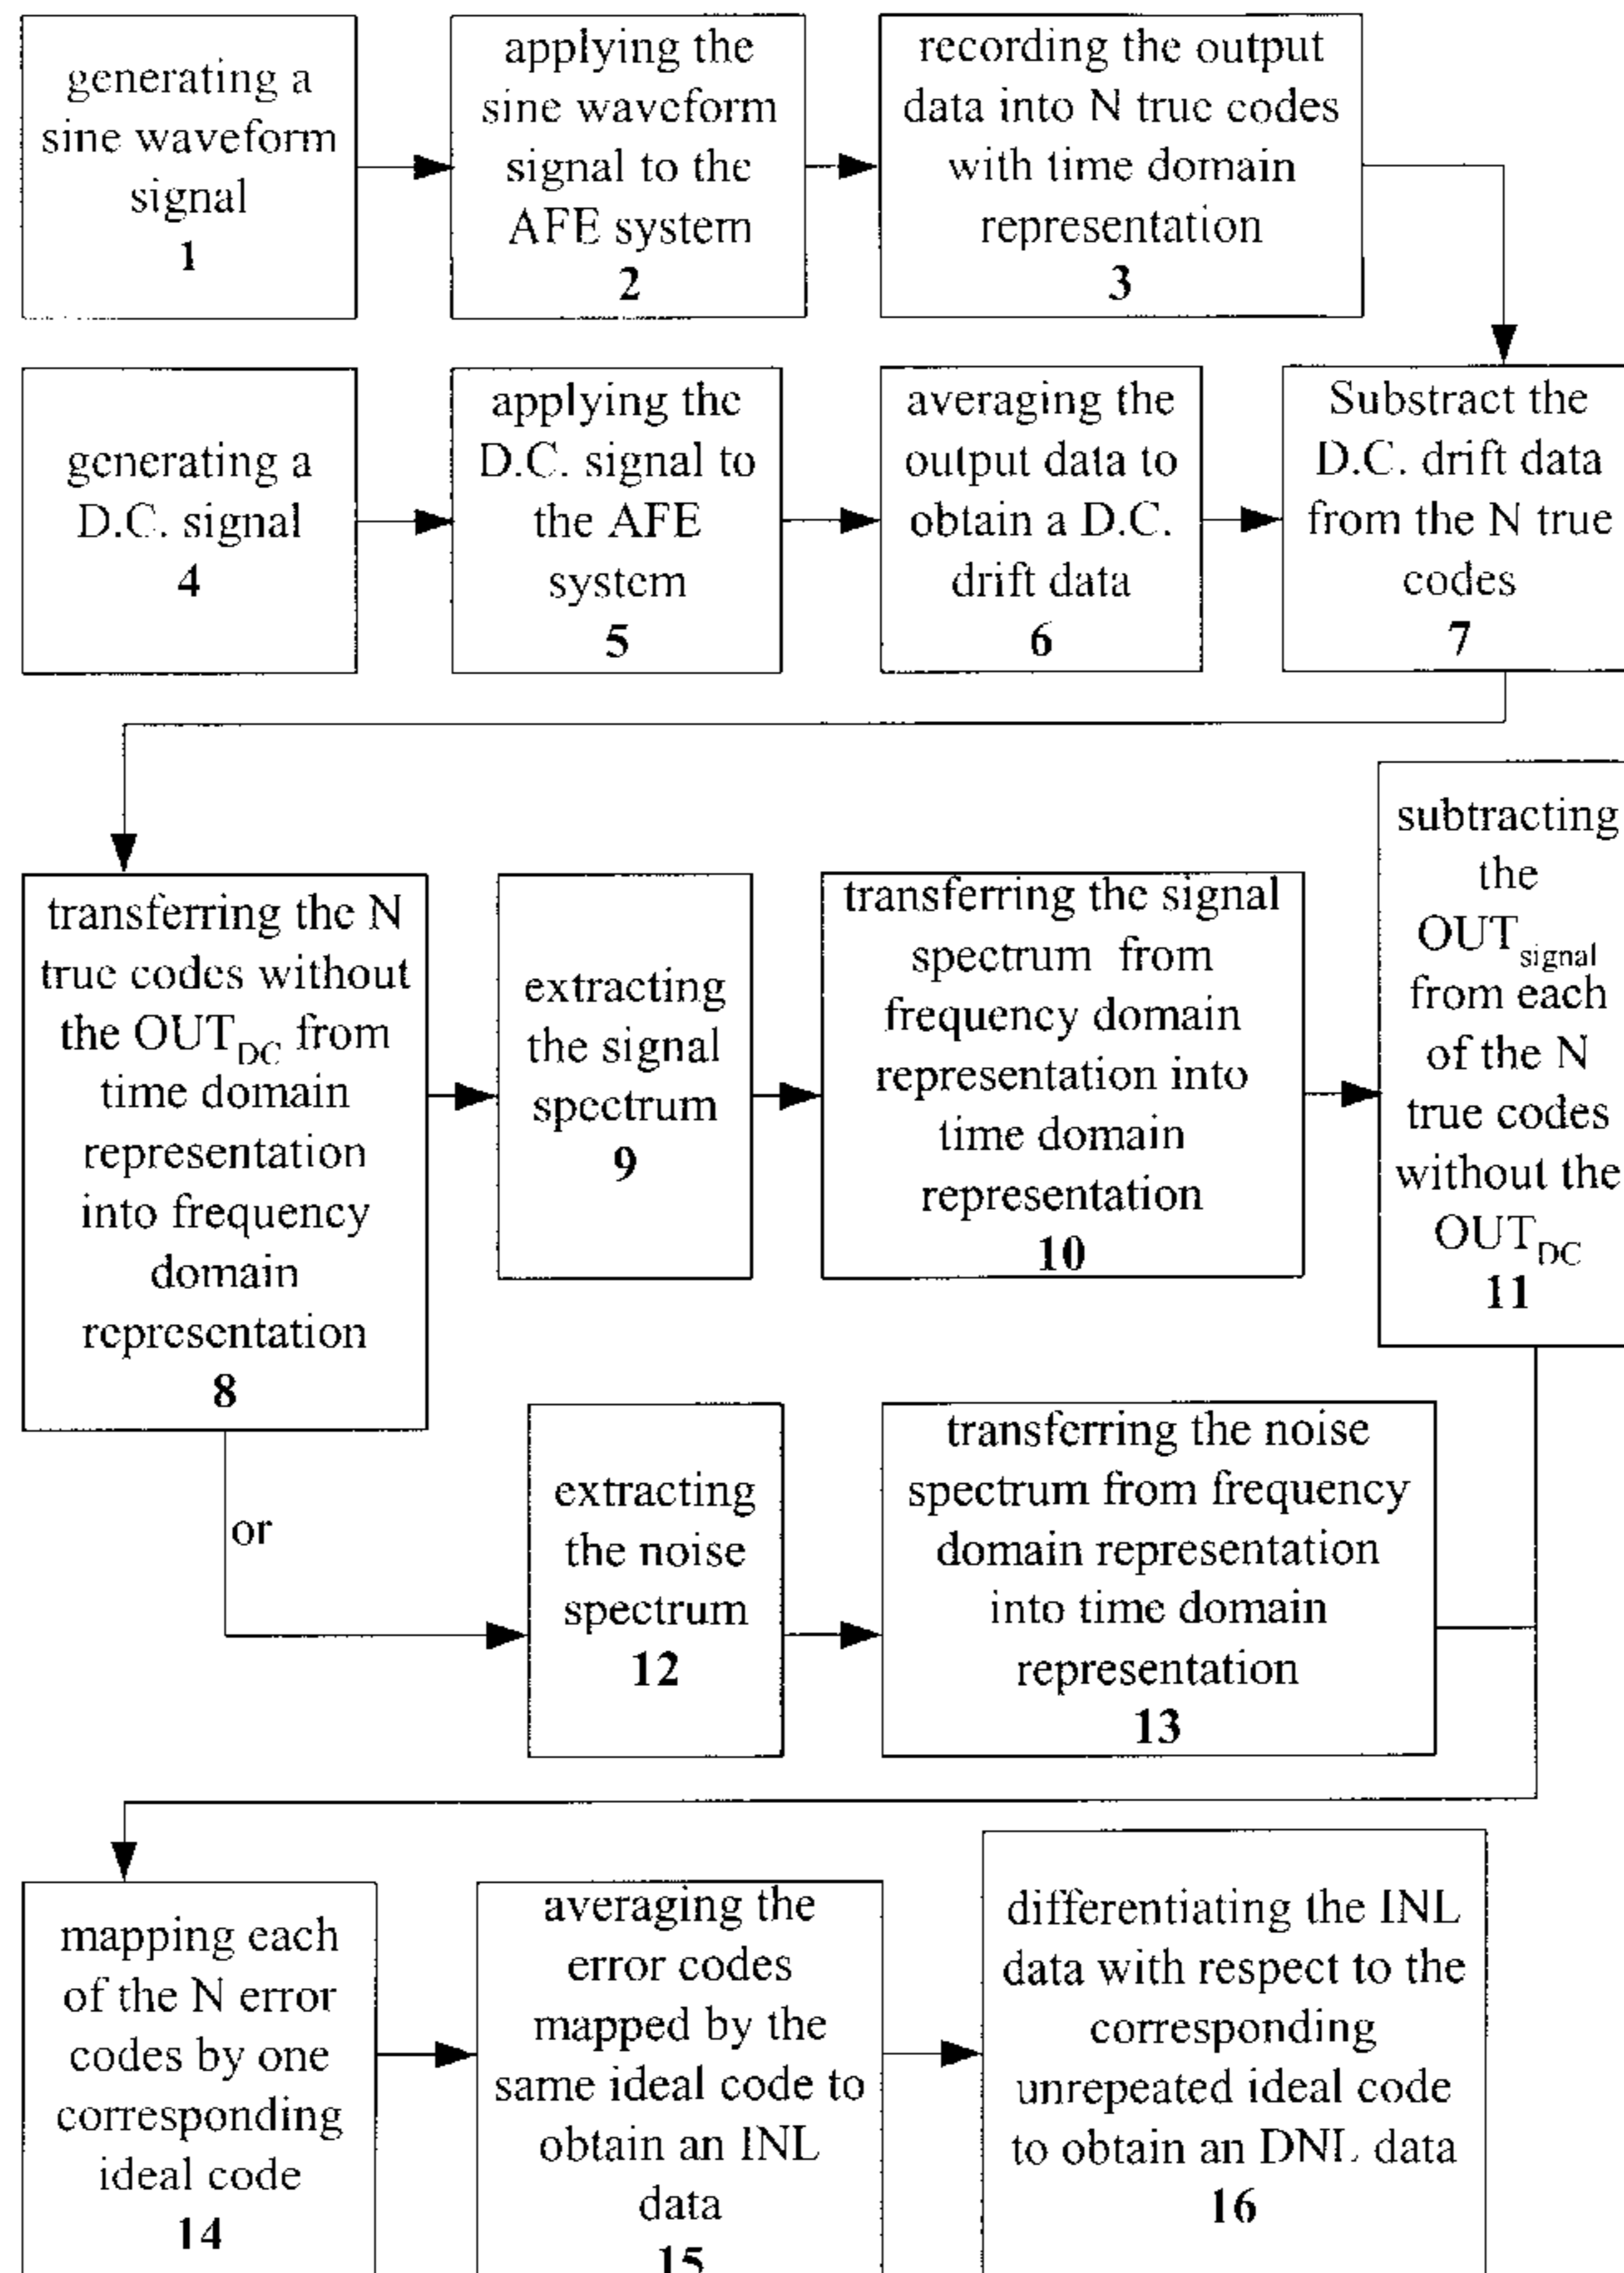 generating a
sine waveform
signal
1
applying the
sine waveform
signal to the
AFE system
2
recording the output
data into N true codes
with time domain
representation
3
generating a
D.C. signal
4
applying the
D.C. signal to
the AFE
system
5
averaging the
output data to
obtain a D.C.
drift data
6
Substract the
D.C. drift data
from the N true
codes
7
transferring the N
true codes without
the OUT_DC from
time domain
representation
into frequency
domain
representation
8
extracting
the signal
spectrum
9
transferring the signal
spectrum from
frequency domain
representation into
time domain
representation
10
subtracting
the
OUT_signal
from each
of the N
true codes
without the
OUT_DC
11
or
extracting
the noise
spectrum
12
transferring the noise
spectrum from frequency
domain representation
into time domain
representation
13
mapping each
of the N error
codes by one
corresponding
ideal code
14
averaging the
error codes
mapped by the
same ideal code to
obtain an INL
data
15
differentiating the INL
data with respect to the
corresponding
unrepeated ideal code
to obtain an DNL data
16